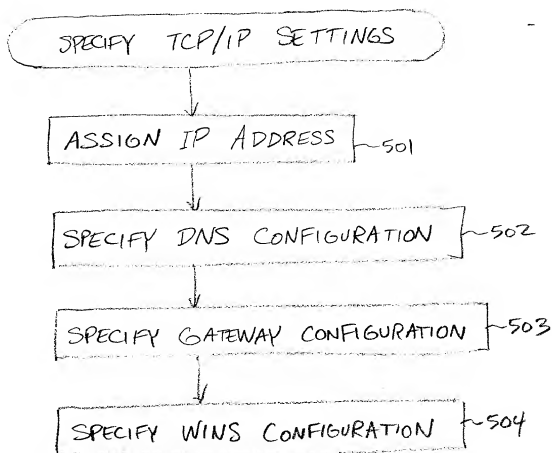 SPECIFY TCP/IP SETTINGS
ASSIGN IP ADDRESS
501
SPECIFY DNS CONFIGURATION
502
SPECIFY GATEWAY CONFIGURATION
503
SPECIFY WINS CONFIGURATION
504